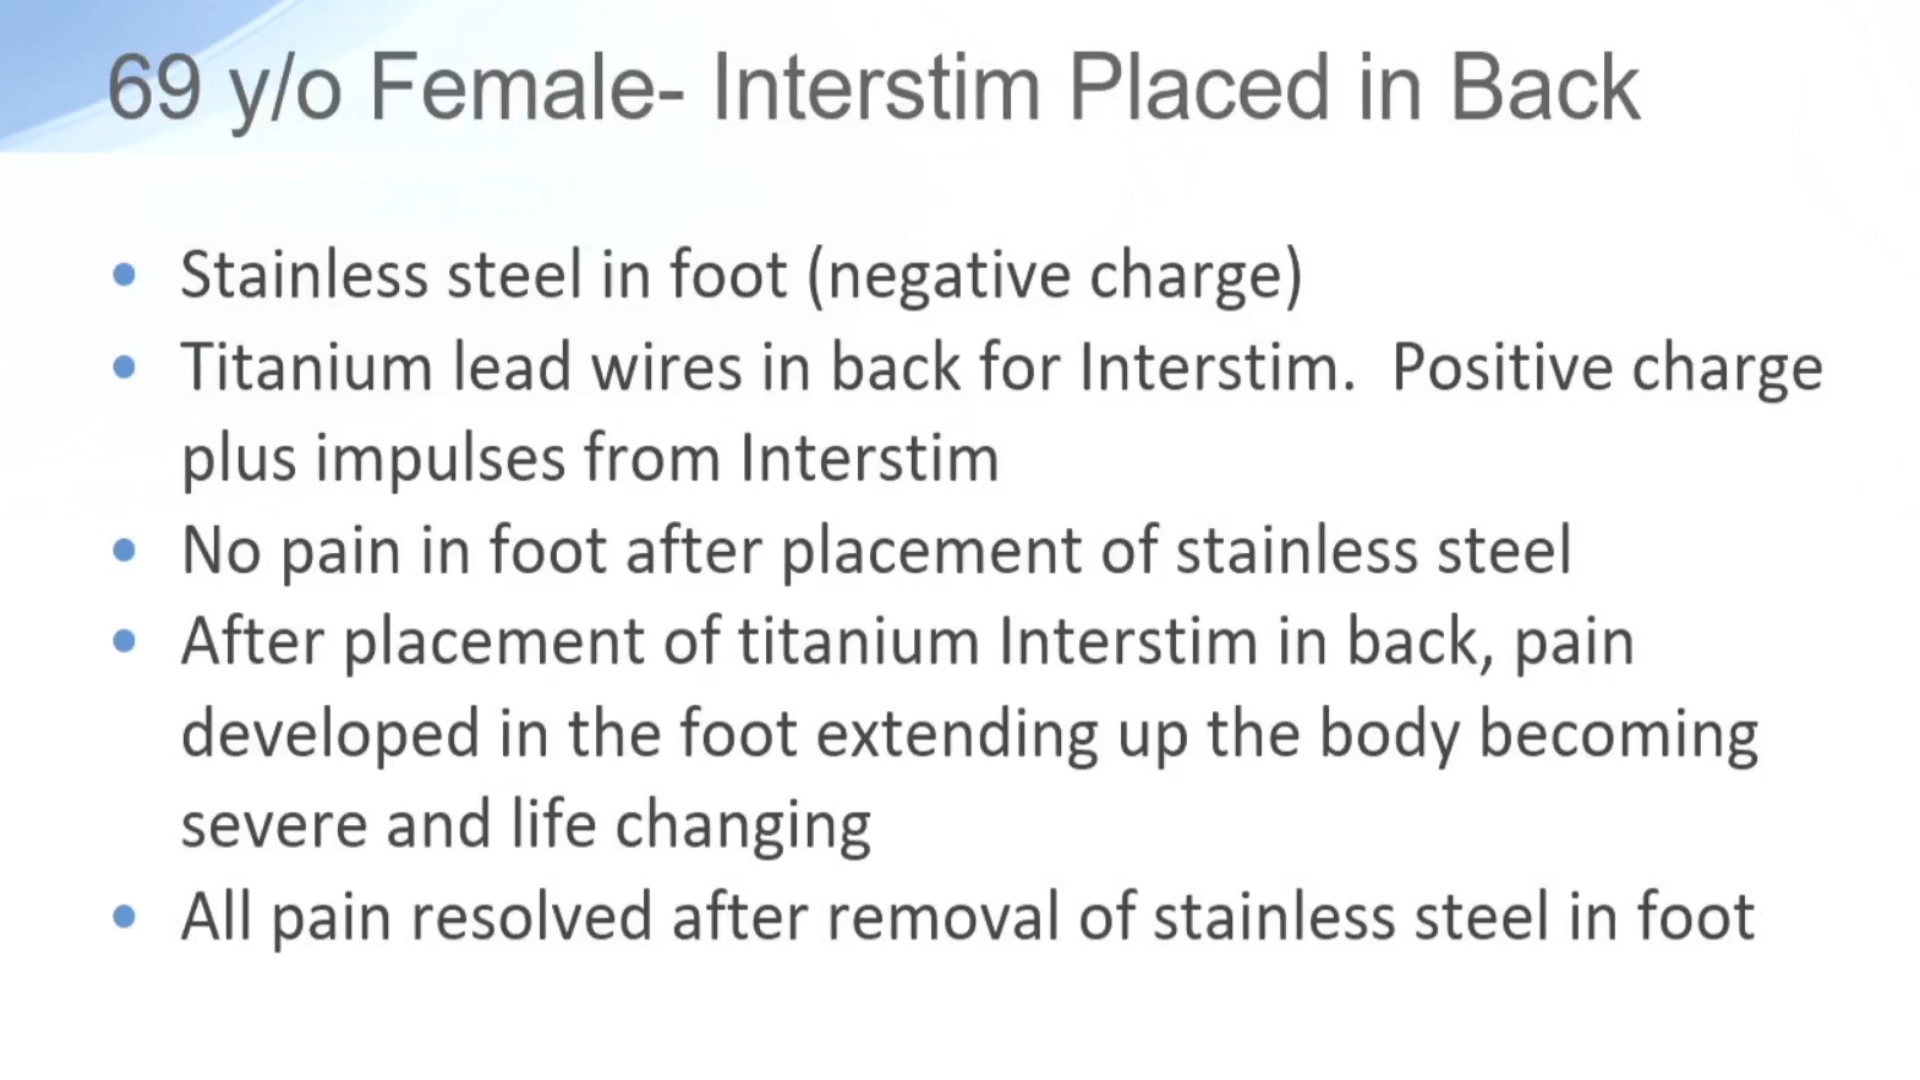 69 y/o Female- Interstim Placed in Back
• Stainless steel in foot (negative charge)
• Titanium lead wires in back for Interstim.  Positive charge
plus impulses from Interstim
• No pain in foot after placement of stainless steel
• After placement of titanium Interstim in back, pain
developed in the foot extending up the body becoming
severe and life changing
• All pain resolved after removal of stainless steel in foot